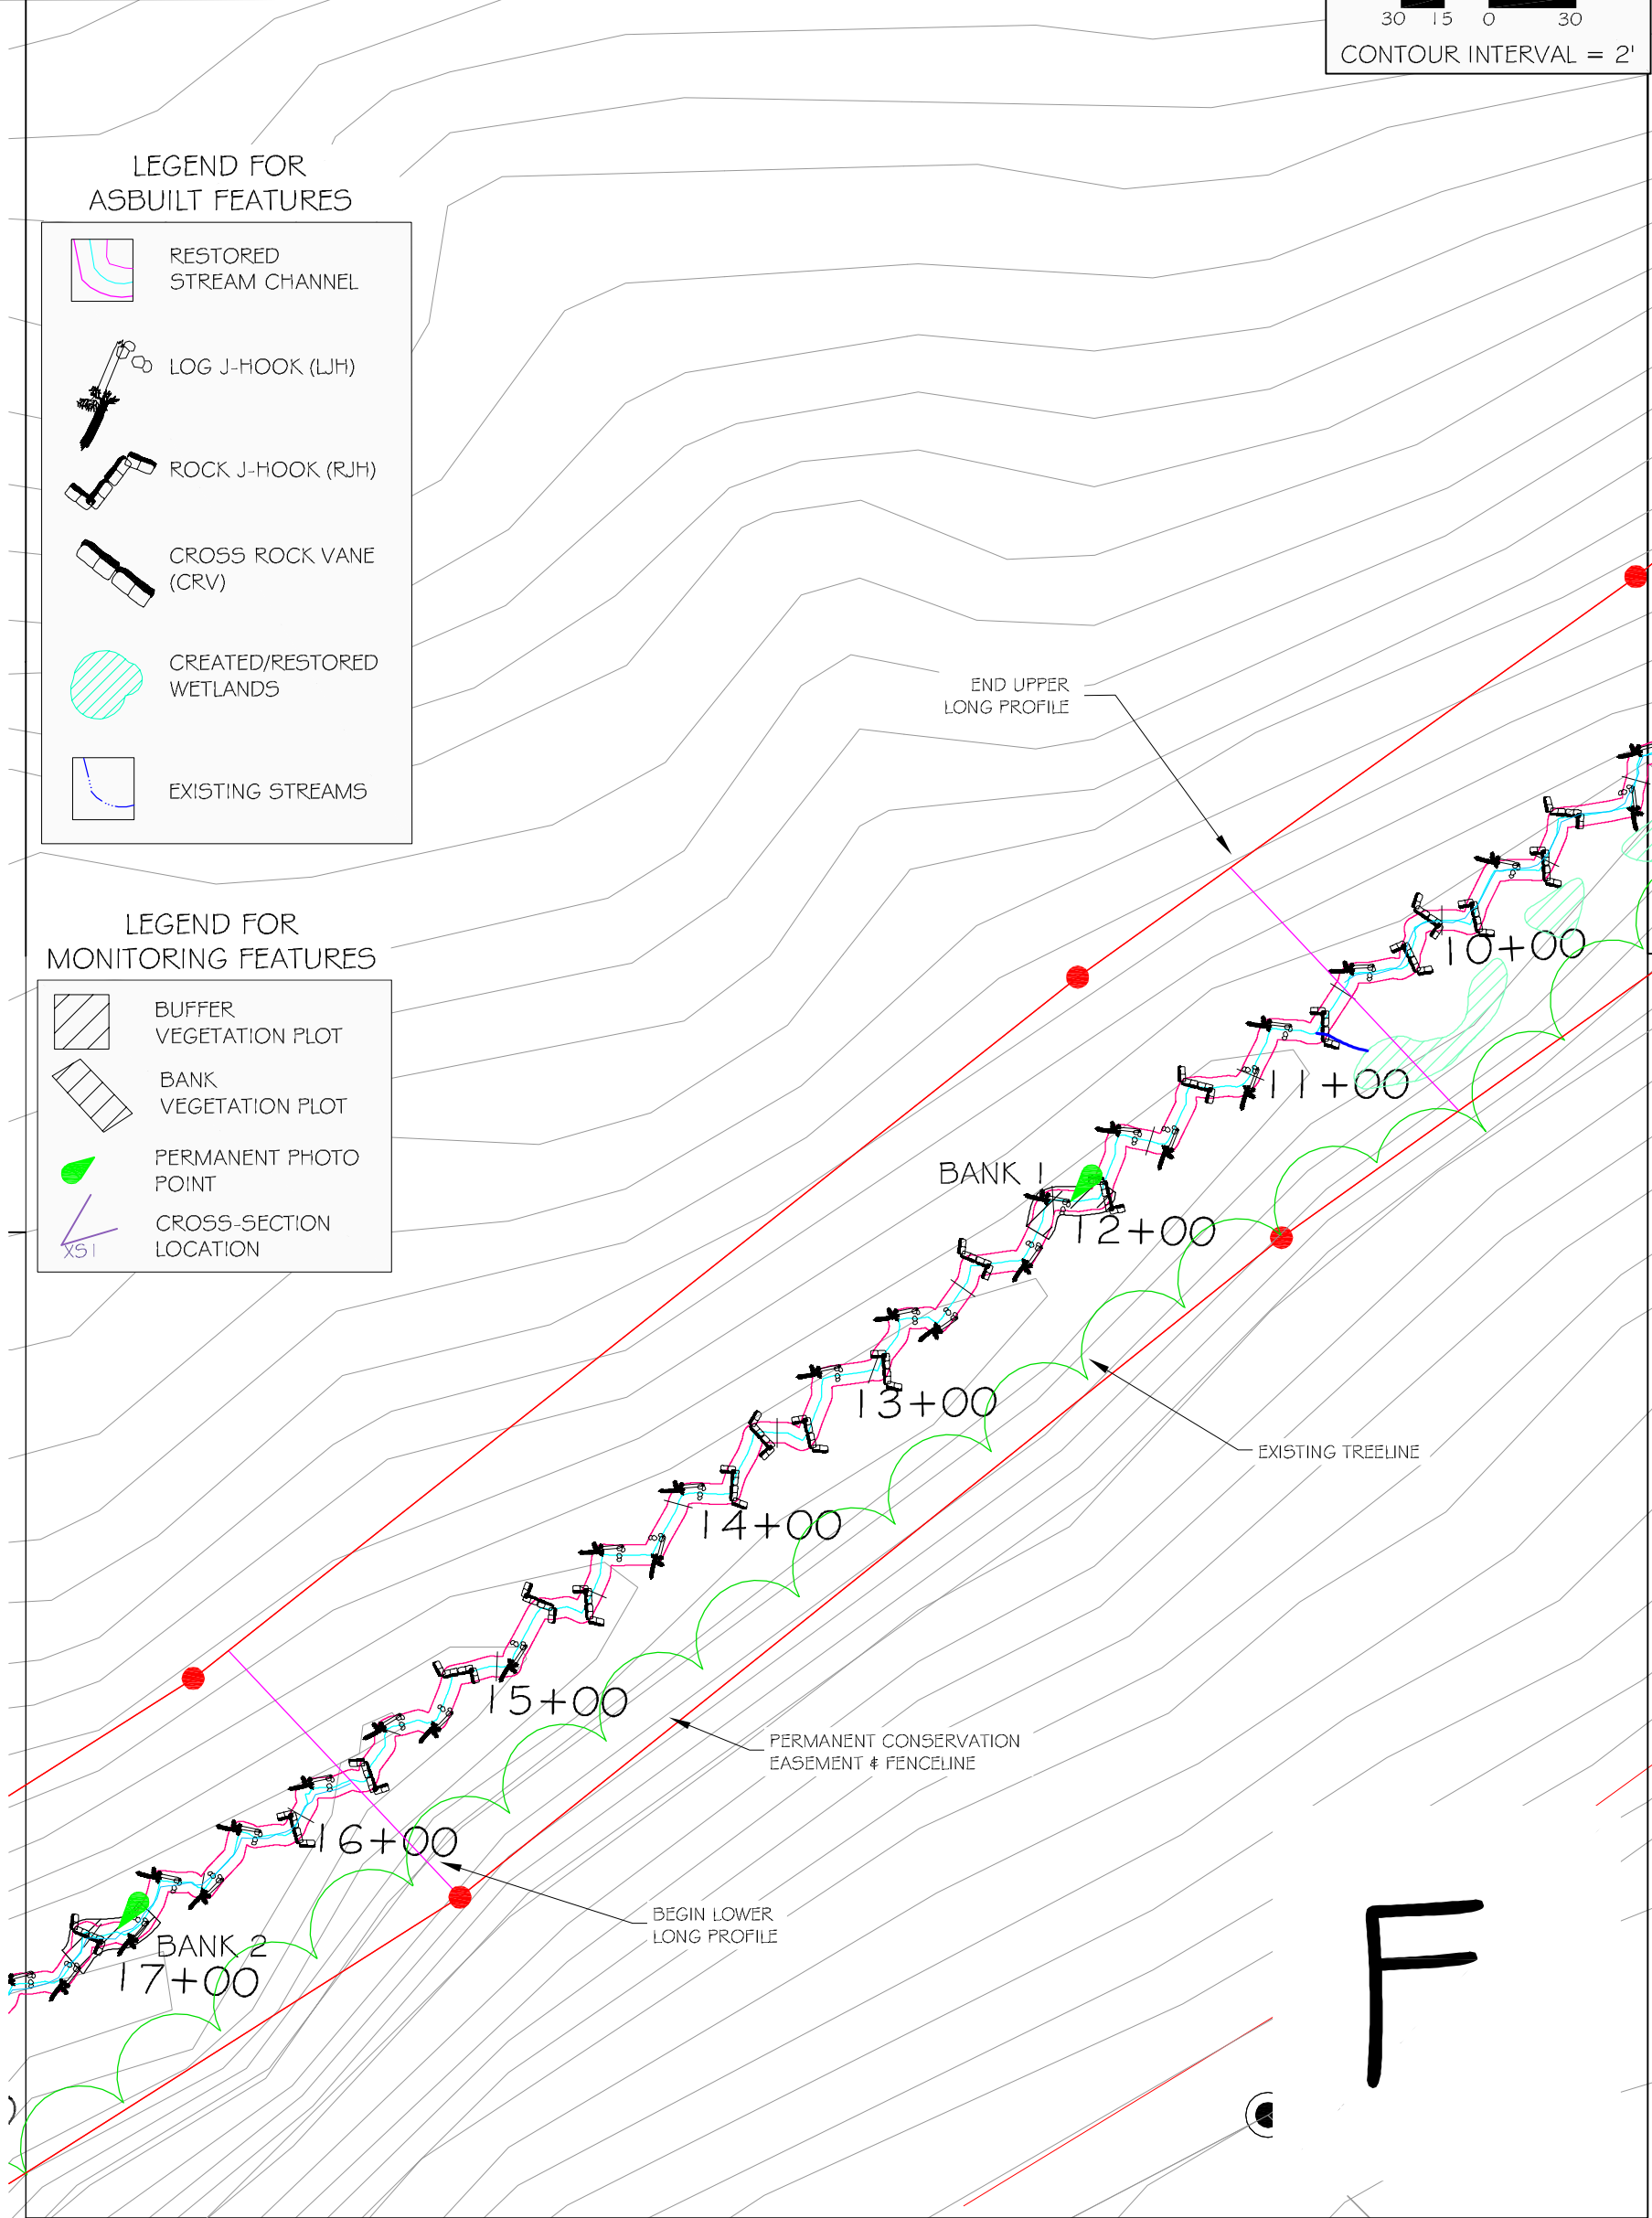 30 15 0 30
CONTOUR INTERVAL = 2'
LEGEND FOR
ASBUILT FEATURES
RESTORED
STREAM CHANNEL
LOG J-HOOK (LJH)
ROCK J-HOOK (RJH)
CROSS ROCK VANE
(CRV)
CREATED/RESTORED
WETLANDS
EXISTING STREAMS
LEGEND FOR
MONITORING FEATURES
BUFFER
VEGETATION PLOT
BANK
VEGETATION PLOT
PERMANENT PHOTO
POINT
CROSS-SECTION
LOCATION
XS1
END UPPER
LONG PROFILE
10+00
11+00
BANK 1
12+00
13+00
EXISTING TREELINE
14+00
15+00
PERMANENT CONSERVATION
EASEMENT & FENCELINE
16+00
BEGIN LOWER
LONG PROFILE
BANK 2
17+00
F